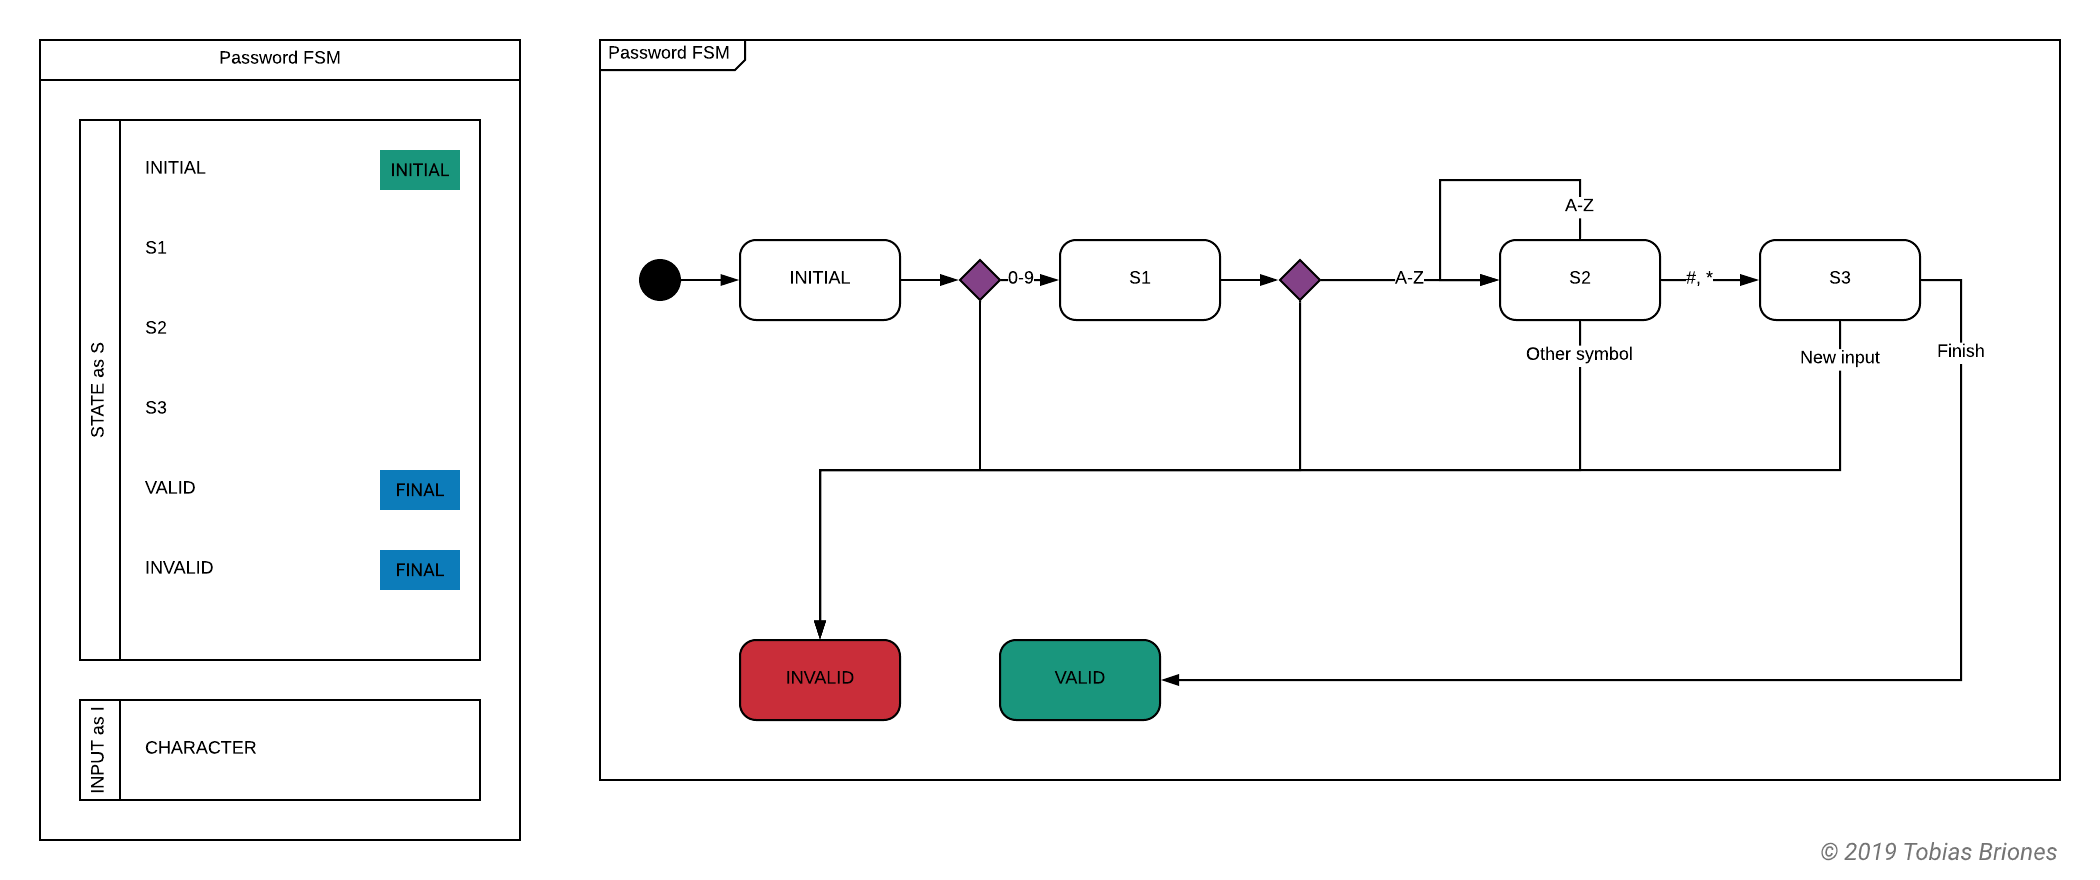 Password FSM
STATE as S
INITIAL
INITIAL
S1
S2
S3
VALID
FINAL
INVALID
FINAL
INPUT as I
CHARACTER
Password FSM
A-Z
INITIAL
0-9
S1
A-Z
S2
#, *
S3
Other symbol
New input
Finish
INVALID
VALID
© 2019 Tobias Briones